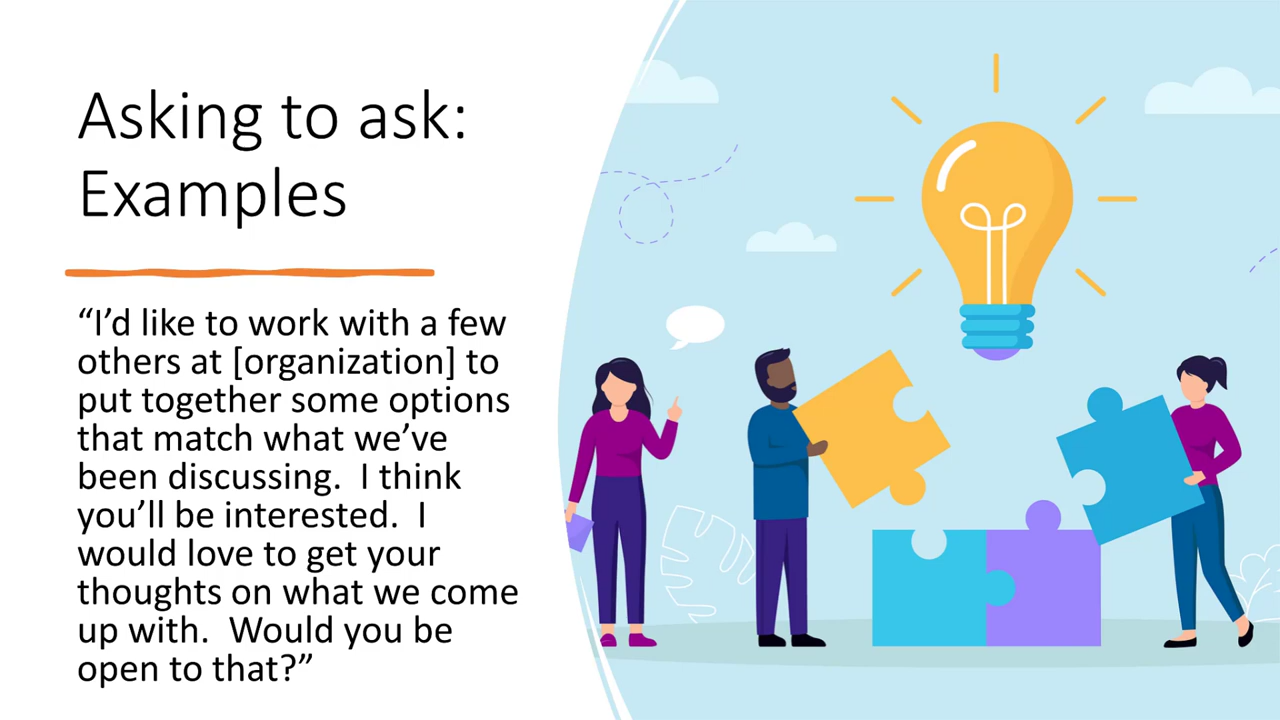 Asking to ask:
Examples
“I’d like to work with a few
others at [organization] to
put together some options
that match what we’ve
been discussing.  I think
you’ll be interested.  I
would love to get your
thoughts on what we come
up with.  Would you be
open to that?”